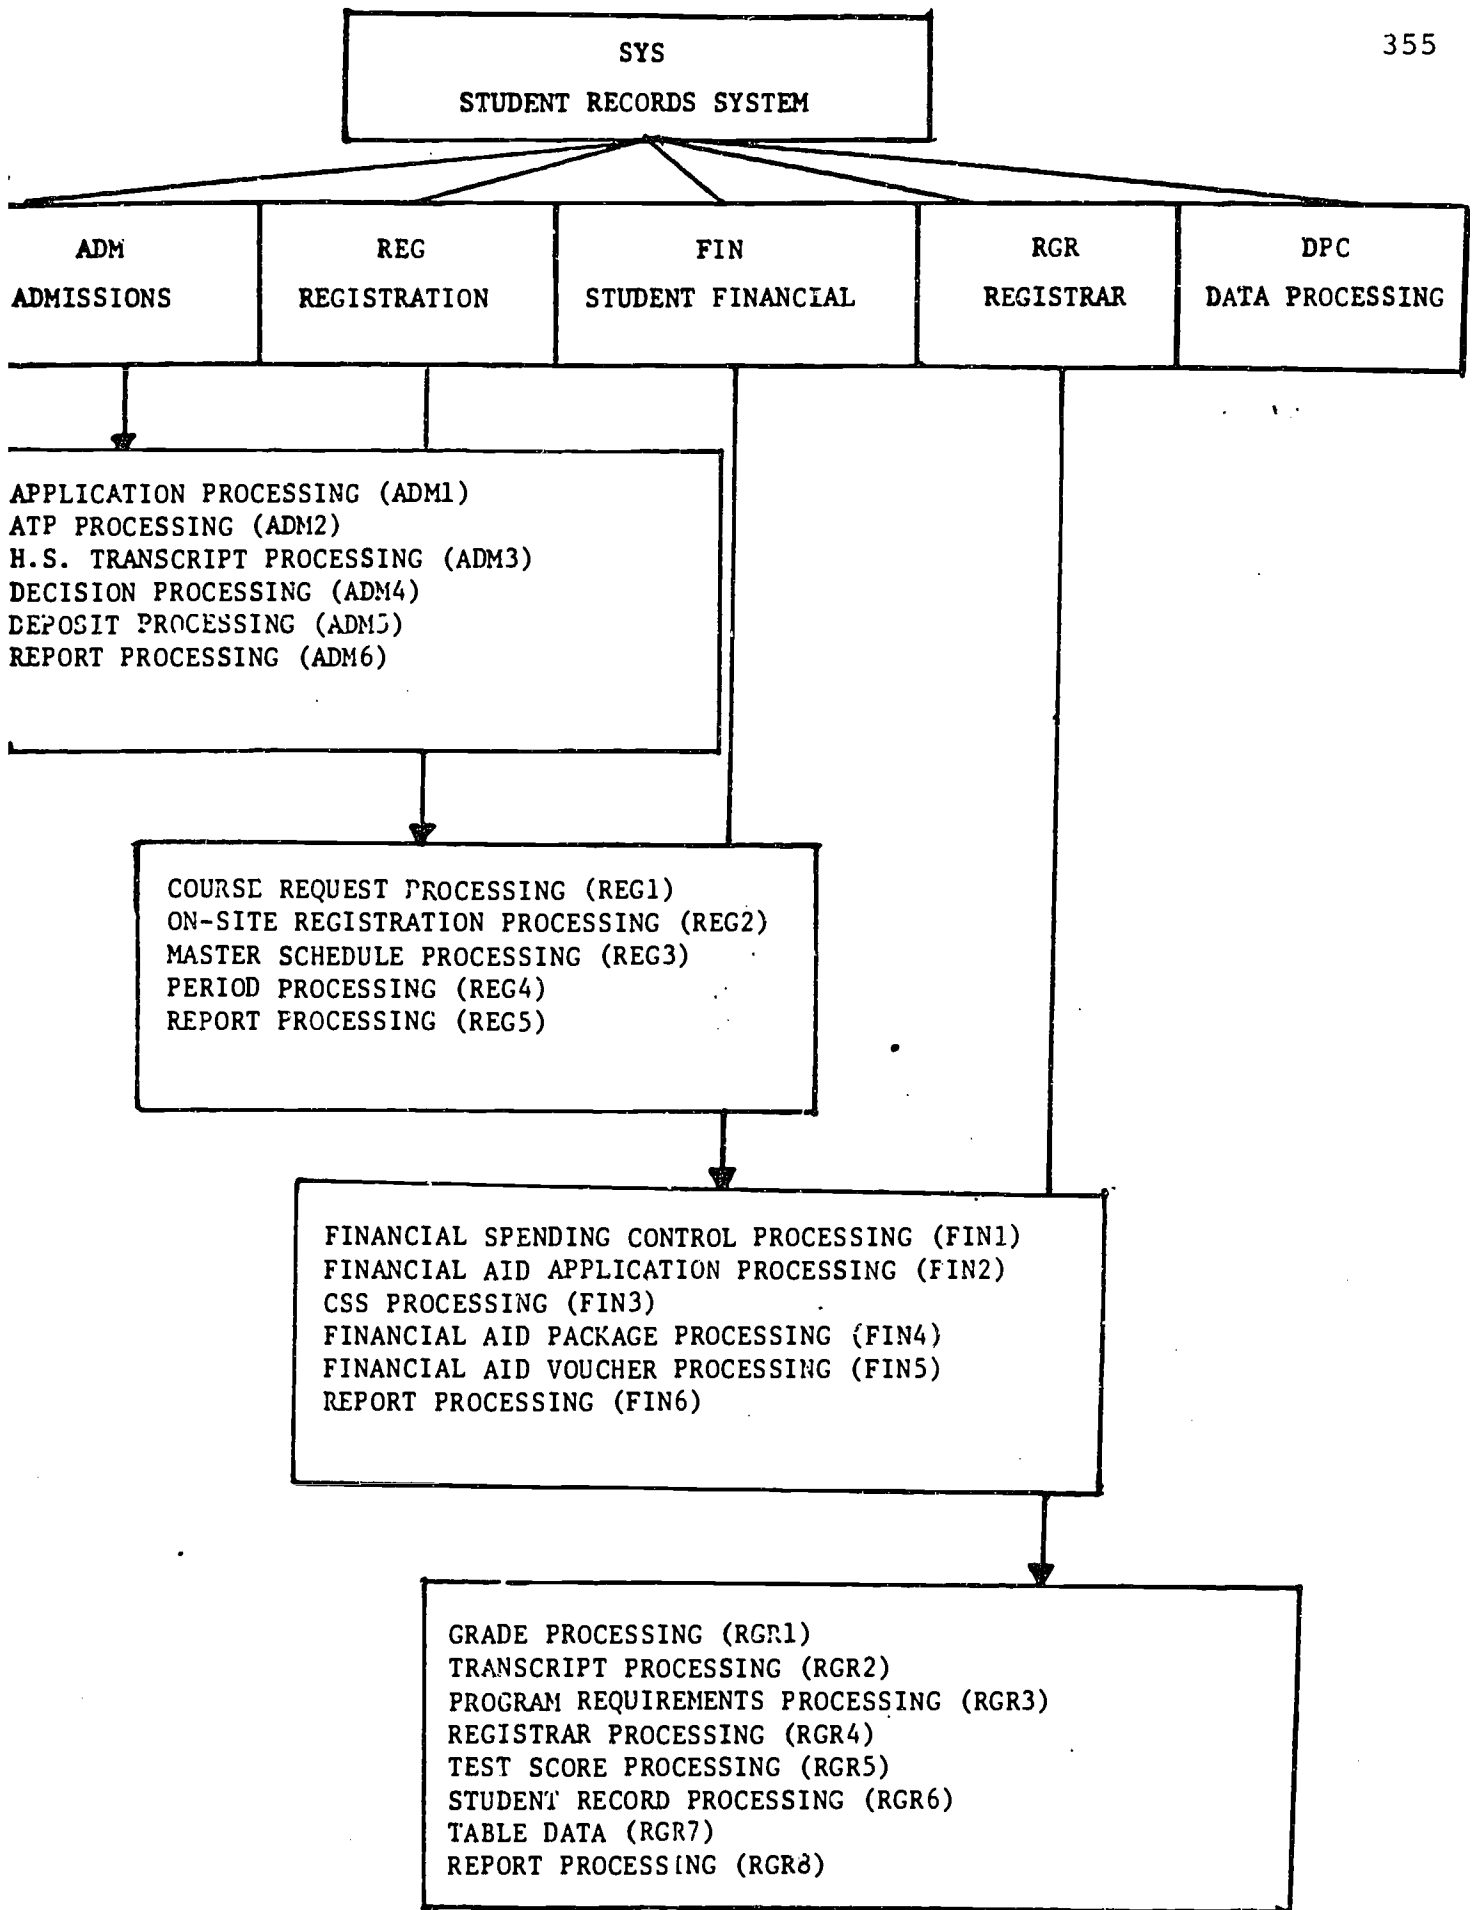 355
SYS
STUDENT RECORDS SYSTEM
ADM
ADMISSIONS
REG
REGISTRATION
FIN
STUDENT FINANCIAL
RGR
REGISTRAR
DPC
DATA PROCESSING
APPLICATION PROCESSING (ADM1)
ATP PROCESSING (ADM2)
H.S. TRANSCRIPT PROCESSING (ADM3)
DECISION PROCESSING (ADM4)
DEPOSIT PROCESSING (ADM5)
REPORT PROCESSING (ADM6)
COURSE REQUEST PROCESSING (REG1)
ON-SITE REGISTRATION PROCESSING (REG2)
MASTER SCHEDULE PROCESSING (REG3)
PERIOD PROCESSING (REG4)
REPORT PROCESSING (REG5)
FINANCIAL SPENDING CONTROL PROCESSING (FIN1)
FINANCIAL AID APPLICATION PROCESSING (FIN2)
CSS PROCESSING (FIN3)
FINANCIAL AID PACKAGE PROCESSING (FIN4)
FINANCIAL AID VOUCHER PROCESSING (FIN5)
REPORT PROCESSING (FIN6)
GRADE PROCESSING (RGR1)
TRANSCRIPT PROCESSING (RGR2)
PROGRAM REQUIREMENTS PROCESSING (RGR3)
REGISTRAR PROCESSING (RGR4)
TEST SCORE PROCESSING (RGR5)
STUDENT RECORD PROCESSING (RGR6)
TABLE DATA (RGR7)
REPORT PROCESSING (RGR8)